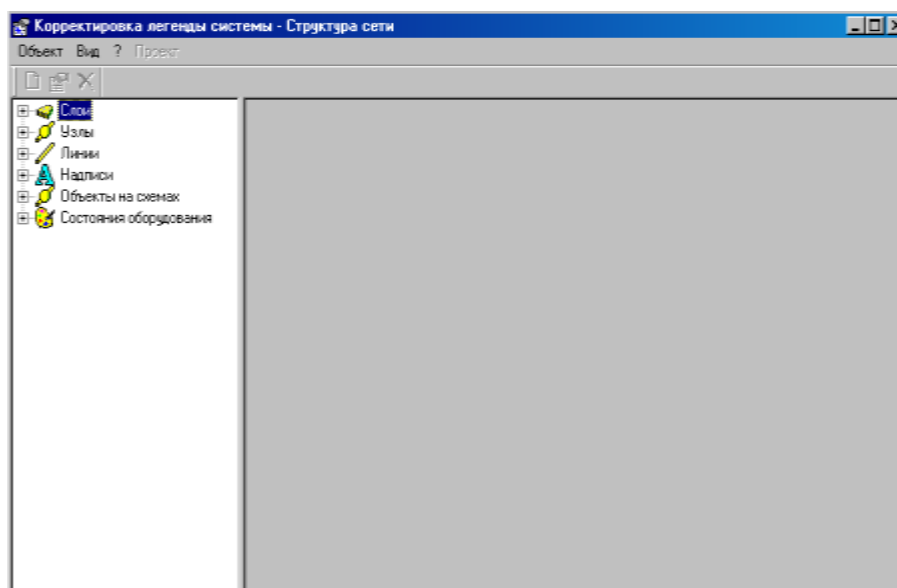 Корректировка легенды системы - Структура сети
Объект Вид ? Проект
Слои
Узлы
Линии
Надписи
Объекты на схемах
Состояния оборудования